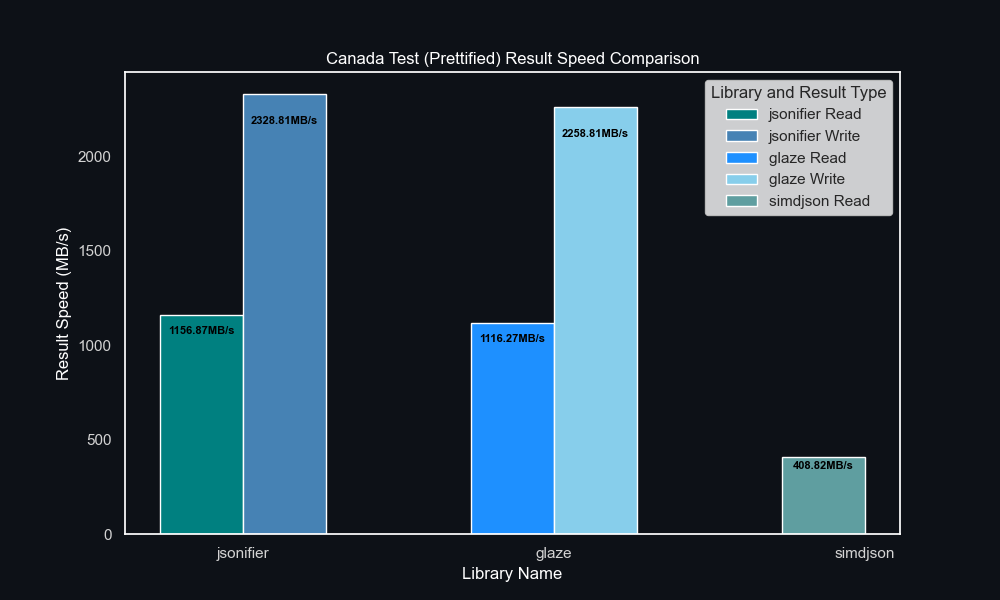 Canada Test (Prettified) Result Speed Comparison
Library and Result Type
jsonifier Read
jsonifier Write
glaze Read
glaze Write
simdjson Read
2328.81MB/s
2258.81MB/s
1156.87MB/s
1116.27MB/s
408.82MB/s
Result Speed (MB/s)
2000
1500
1000
500
0
jsonifier
glaze
simdjson
Library Name